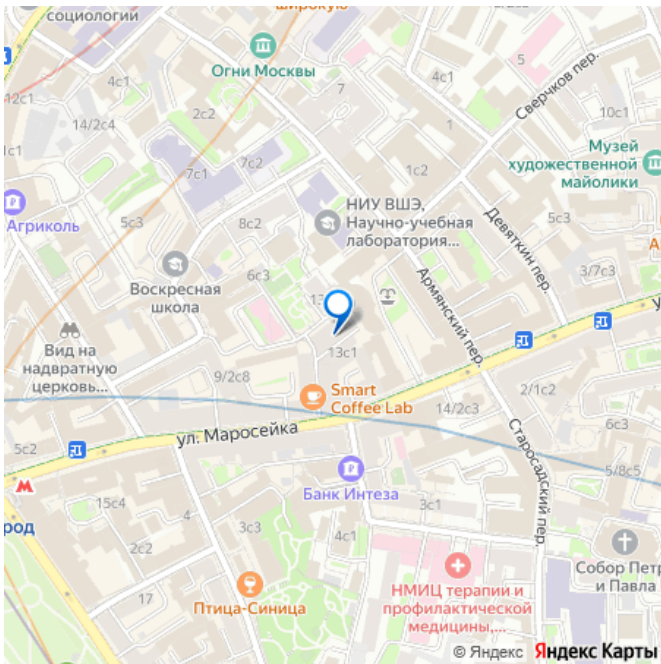 социологии
широкую
Огни Москвы
5
Сверчков пер.
4с1
4с1
10с1
12с1
7
2с2
1
14/2с4
1с1
Музей
художественной
майолики
7с2
7с1
1с2
НИУ ВШЭ,
Научно-учебная
лаборатория...
Агриколь
5с3
8с2
Девяткин пер.
5с3
Воскресная
школа
6с3
Армянский пер.
3/7с3
13
Вид на
надвратную
церковь...
13с1
9/2с8
Smart
Coffee Lab
2/1с2
14/2с3
6с3
ул. Маросейка
5с2
Старосадский пер.
5/8с5
Банк Интеза
15с4
3с1
род
3с3
4с1
2с2
Собор Петр
и Павла
НМИЦ терапии и
профилактической
медицины,...
17
Птица-Синица
© Яндекс Яндекс Карты